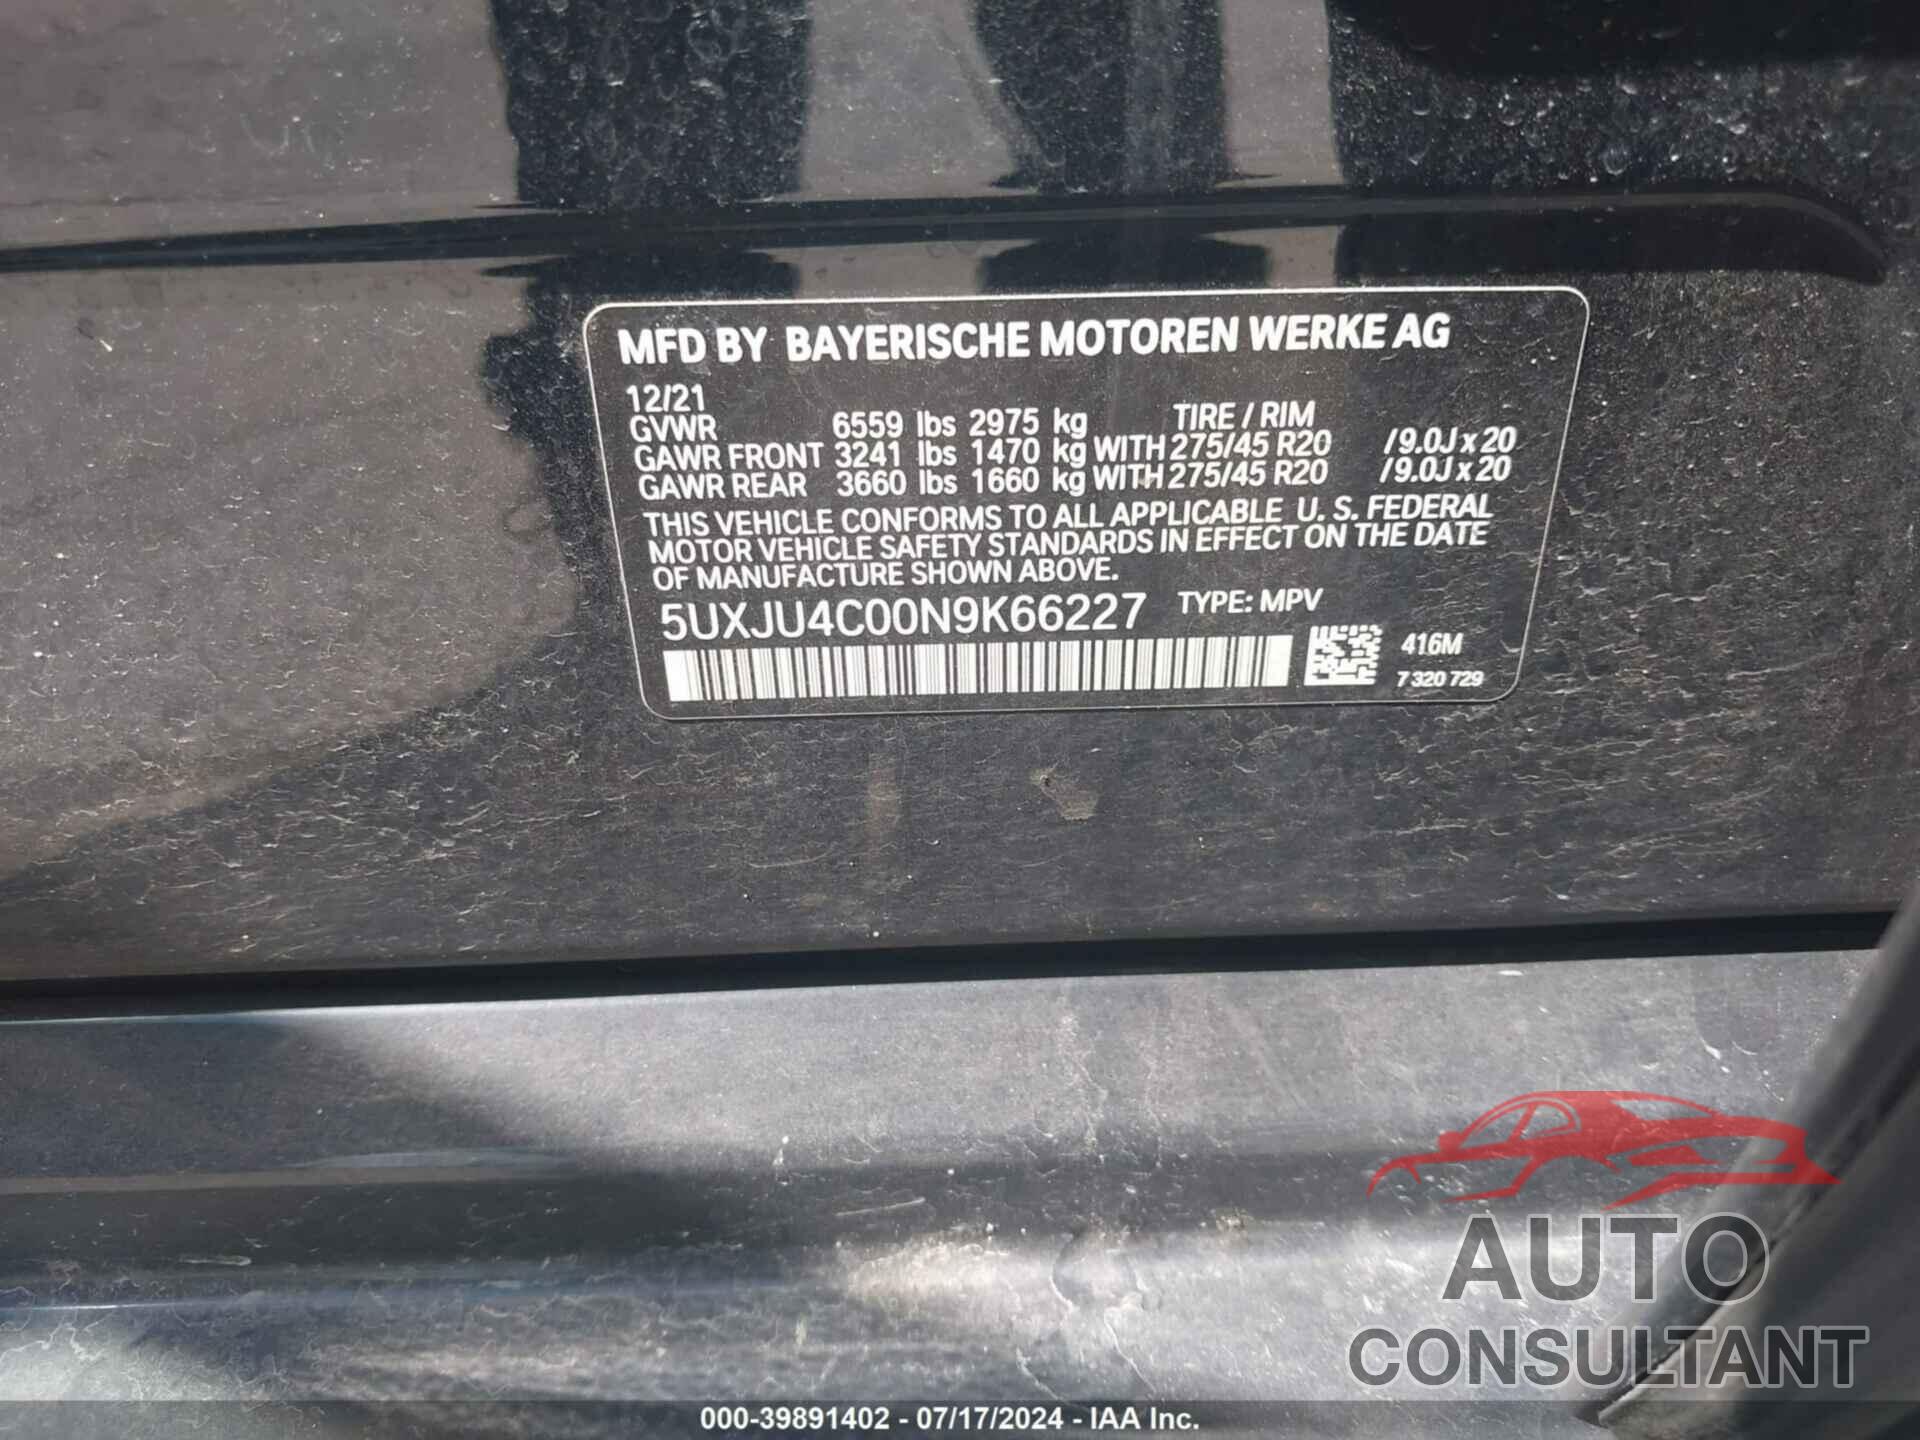 MFD BY BAYERISCHE MOTOREN WERKE AG
12/21
GVWR 6559 lbs 2975 kg TIRE / RIM
GAWR FRONT 3241 lbs 1470 kg WITH 275/45 R20 / 9.0J x 20
GAWR REAR 3660 lbs 1660 kg WITH 275/45 R20 / 9.0J x 20
THIS VEHICLE CONFORMS TO ALL APPLICABLE U. S. FEDERAL
MOTOR VEHICLE SAFETY STANDARDS IN EFFECT ON THE DATE
OF MANUFACTURE SHOWN ABOVE.
5UXJU4C00N9K66227 TYPE: MPV
416M
7 320 729
AUTO
CONSULTANT
000-39891402 - 07/17/2024 - IAA Inc.